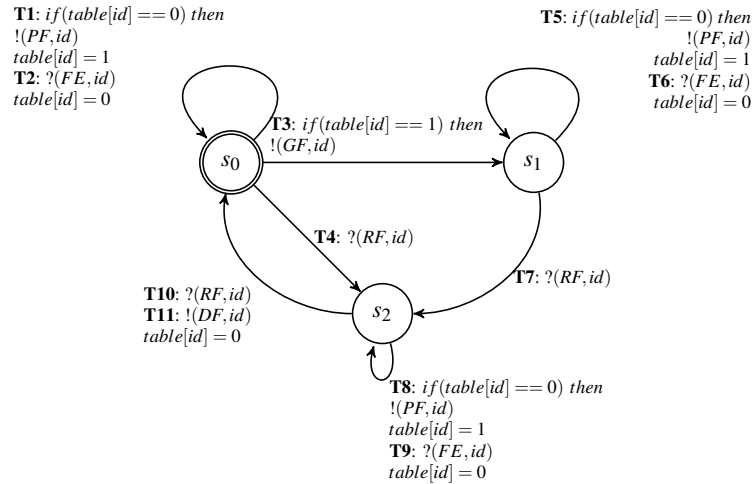 T1: if(table[id] == 0) then
!(PF,id)
table[id] = 1
T2: ?(FE,id)
table[id] = 0
T5: if(table[id] == 0) then
!(PF,id)
table[id] = 1
T6: ?(FE,id)
table[id] = 0
T3: if(table[id] == 1) then
!(GF,id)
s0
s1
T4: ?(RF,id)
T7: ?(RF,id)
T10: ?(RF,id)
T11: !(DF,id)
table[id] = 0
s2
T8: if(table[id] == 0) then
!(PF,id)
table[id] = 1
T9: ?(FE,id)
table[id] = 0